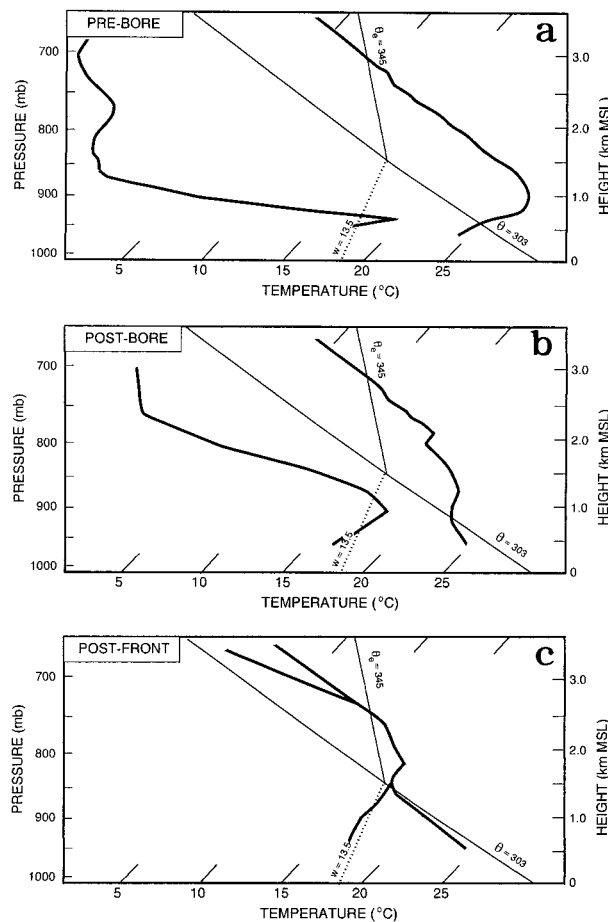 PRE-BORE
a
PRESSURE (mb)
700
800
900
1000
θe = 345
w = 13.5
θ = 303
3.0
2.0
1.0
0
HEIGHT (km MSL)
5
10
15
20
25
TEMPERATURE (°C)
POST-BORE
b
PRESSURE (mb)
700
800
900
1000
θe = 345
w = 13.5
θ = 303
3.0
2.0
1.0
0
HEIGHT (km MSL)
5
10
15
20
25
TEMPERATURE (°C)
POST-FRONT
c
PRESSURE (mb)
700
800
900
1000
θe = 345
w = 13.5
θ = 303
3.0
2.0
1.0
0
HEIGHT (km MSL)
5
10
15
20
25
TEMPERATURE (°C)